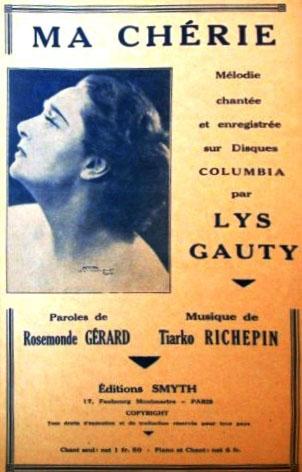 MA CHÉRIE
Mélodie
chantée
et enregistrée
sur Disques
COLUMBIA
par
LYS
GAUTY
Paroles de
Rosemonde GÉRARD
Musique de
Tiarko RICHEPIN
Éditions SMYTH
17, Faubourg Montmartre - PARIS
COPYRIGHT
Tous droits d'exécution et de traduction réservés pour tous pays
Chant seul: net 1 fr. 50 - Piano et Chant: net 6 fr.